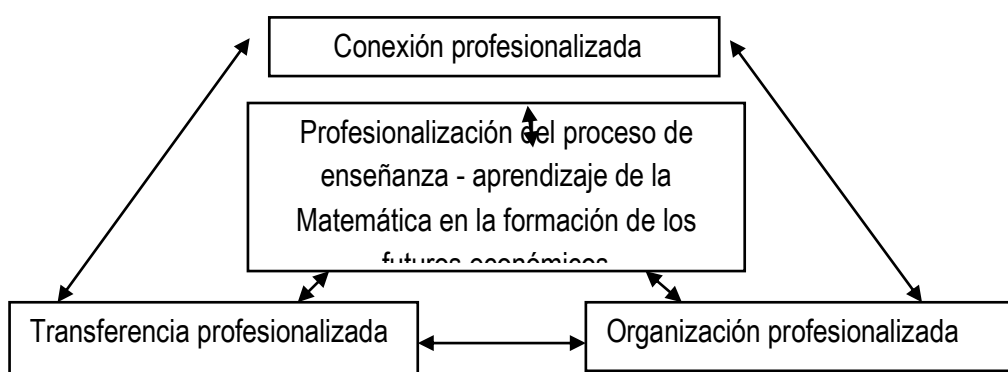 Conexión profesionalizada
Profesionalización del proceso de
enseñanza - aprendizaje de la
Matemática en la formación de los
futuros económicos
Transferencia profesionalizada
Organización profesionalizada